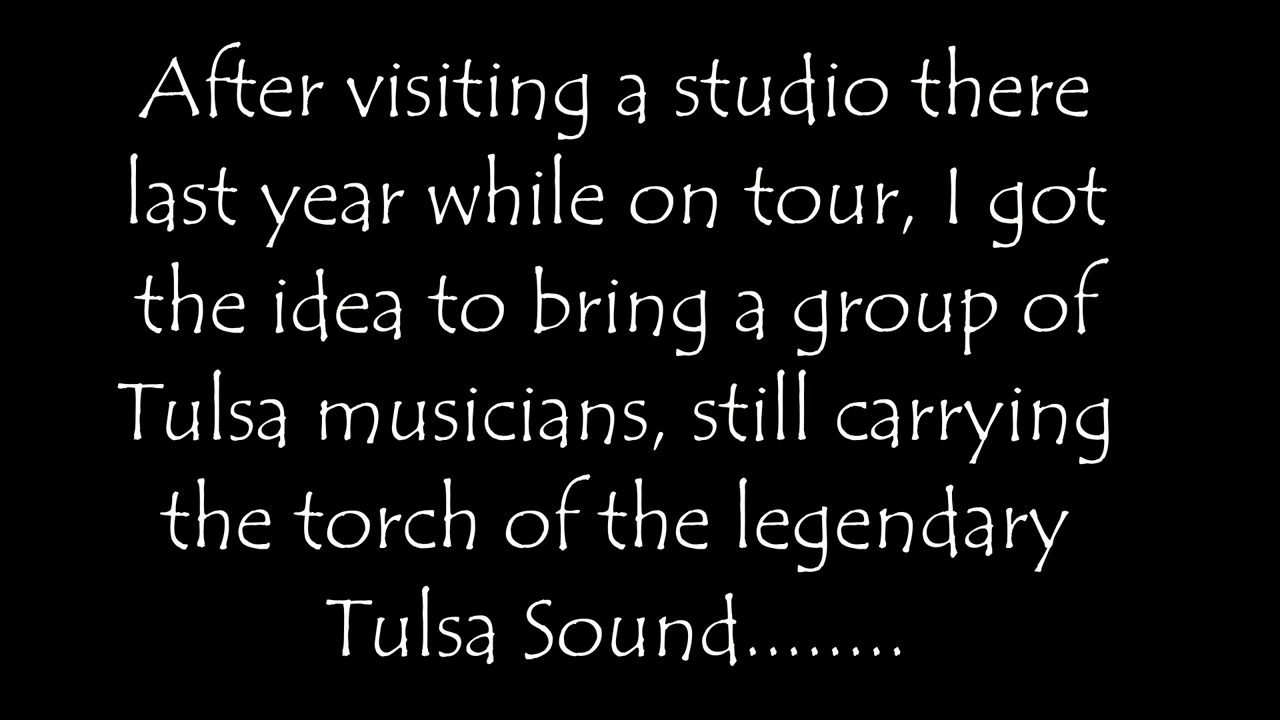 After visiting a studio there
last year while on tour, I got
the idea to bring a group of
Tulsa musicians, still carrying
the torch of the legendary
Tulsa Sound........